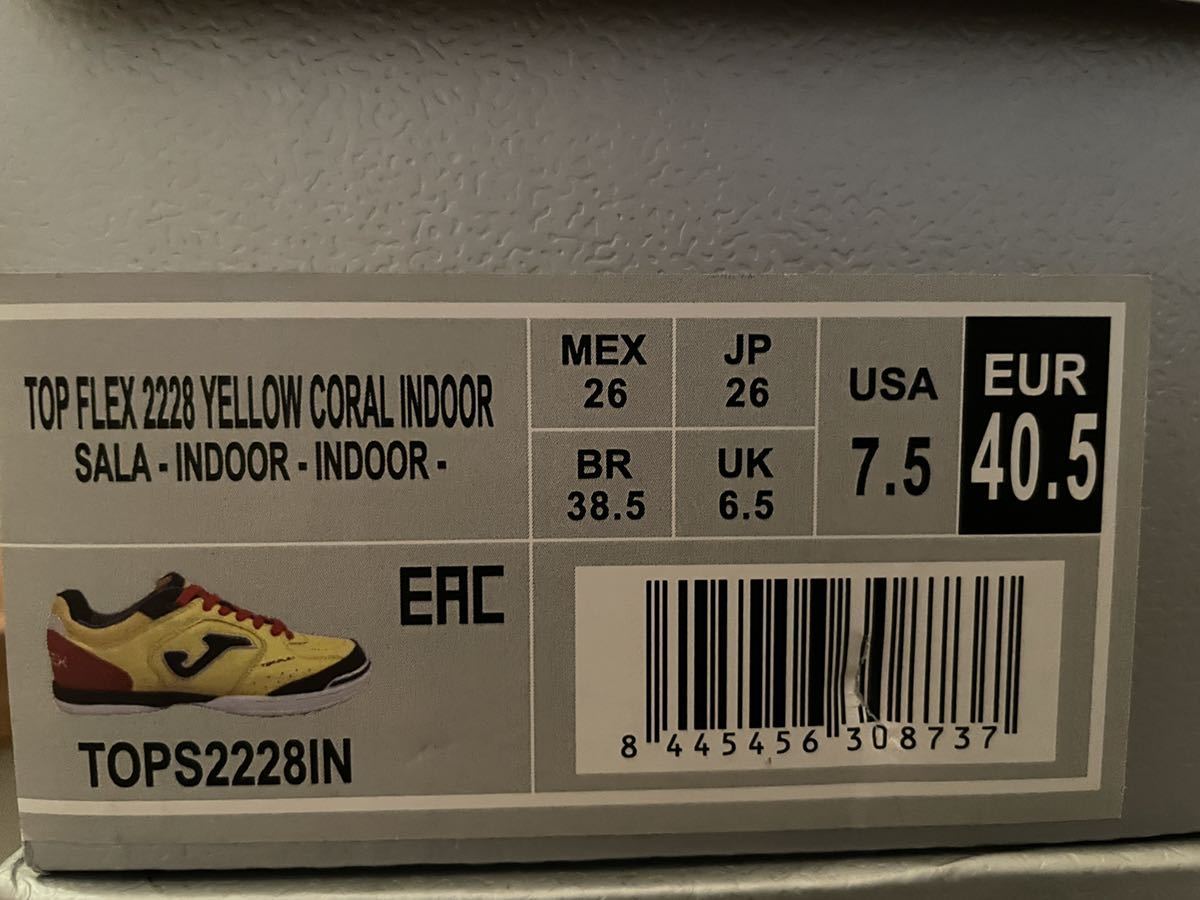 TOP FLEX 2228 YELLOW CORAL INDOOR
SALA - INDOOR - INDOOR -
MEX
26
JP
26
BR
38.5
UK
6.5
USA
7.5
EUR
40.5
EAC
TOPS2228IN
8 445456 308737